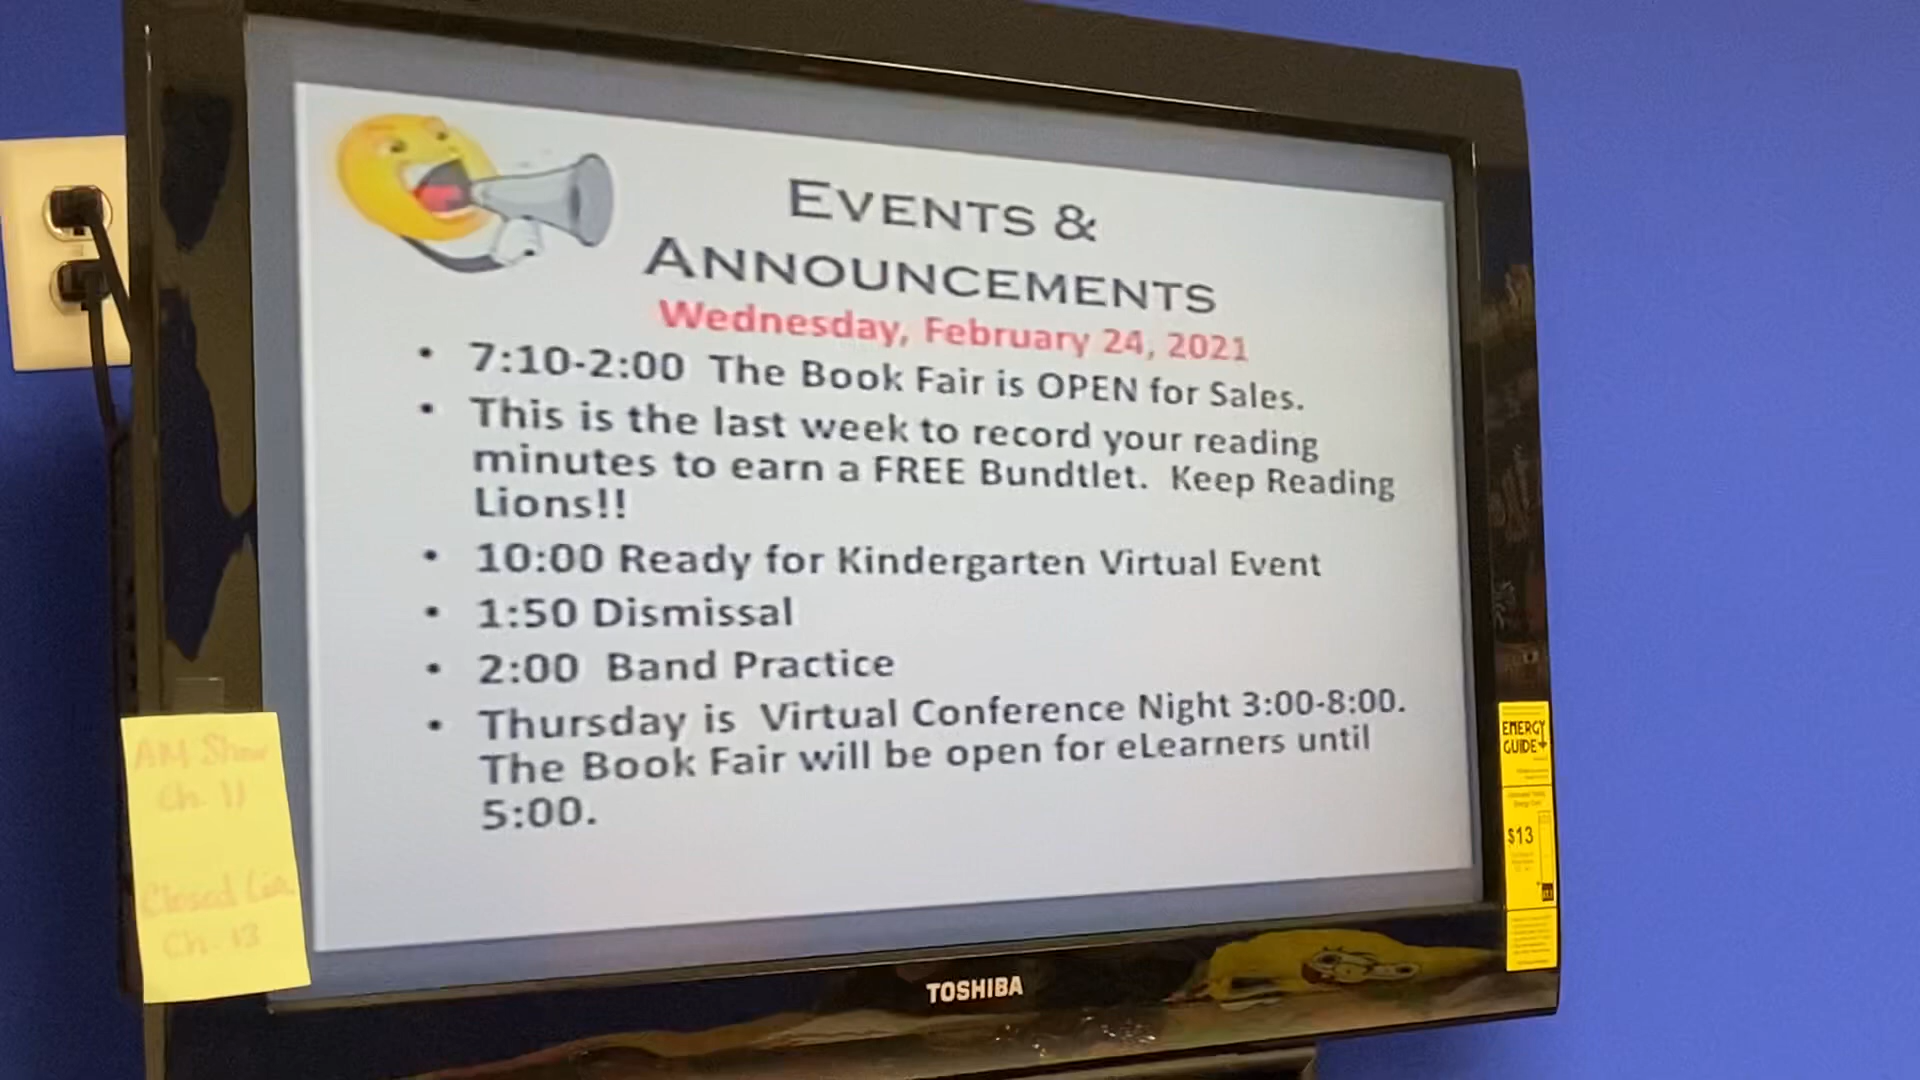 EVENTS &
ANNOUNCEMENTS
Wednesday, February 24, 2021
• 7:10-2:00 The Book Fair is OPEN for Sales.
• This is the last week to record your reading
minutes to earn a FREE Bundtlet. Keep Reading
Lions!!
• 10:00 Ready for Kindergarten Virtual Event
• 1:50 Dismissal
• 2:00 Band Practice
• Thursday is Virtual Conference Night 3:00-8:00.
The Book Fair will be open for eLearners until
5:00.
AM Show
Ch. 11
Closed
Ch. 13
ENERGY
GUIDE
$13
TOSHIBA